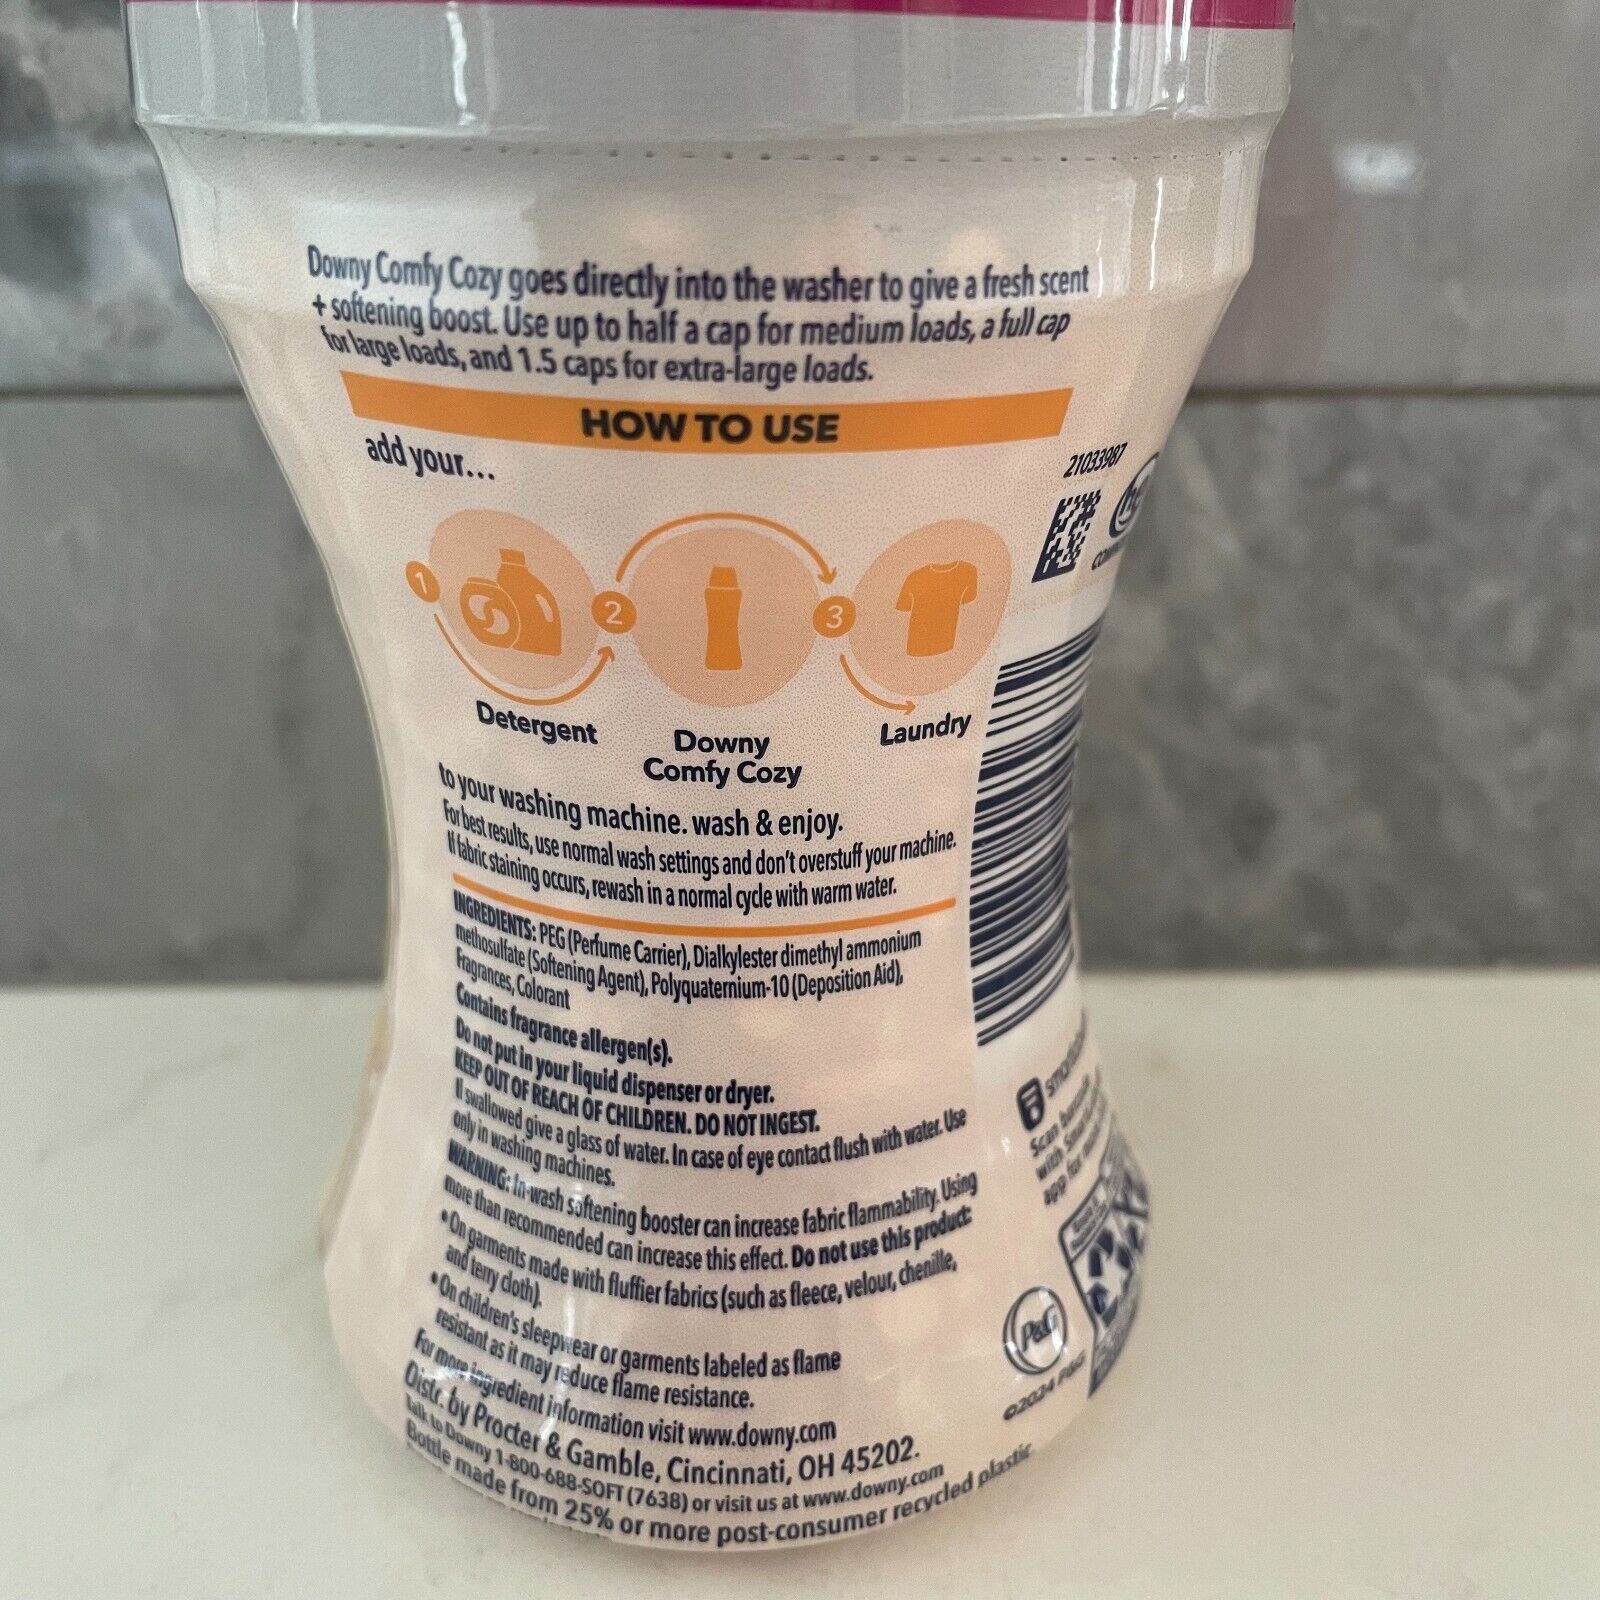 Downy Comfy Cozy goes directly into the washer to give a fresh scent
+ softening boost. Use up to half a cap for medium loads, a full cap
for large loads, and 1.5 caps for extra-large loads.
HOW TO USE
add your...
21033987
he
1
2
3
Detergent
Downy
Comfy Cozy
Laundry
to your washing machine. wash & enjoy.
For best results, use normal wash settings and don't overstuff your machine.
If fabric staining occurs, rewash in a normal cycle with warm water.
INGREDIENTS: PEG (Perfume Carrier), Dialkylester dimethyl ammonium
methosulfate (Softening Agent), Polyquaternium-10 (Deposition Aid),
Fragrances, Colorant
Contains fragrance allergen(s).
Do not put in your liquid dispenser or dryer.
KEEP OUT OF REACH OF CHILDREN. DO NOT INGEST.
If swallowed give a glass of water. In case of eye contact flush with water. Use
only in washing machines.
WARNING: In-wash softening booster can increase fabric flammability. Using
more than recommended can increase this effect. Do not use this product:
•On garments made with fluffier fabrics (such as fleece, velour, chenille,
and terry cloth).
•On children's sleepwear or garments labeled as flame
resistant as it may reduce flame resistance.
For more ingredient information visit www.downy.com
Distr. by Procter & Gamble, Cincinnati, OH 45202.
Talk to Downy 1-800-688-SOFT (7638) or visit us at www.downy.com
Bottle made from 25% or more post-consumer recycled plastic
Scan
with
app for
P&G
©2024 P&G